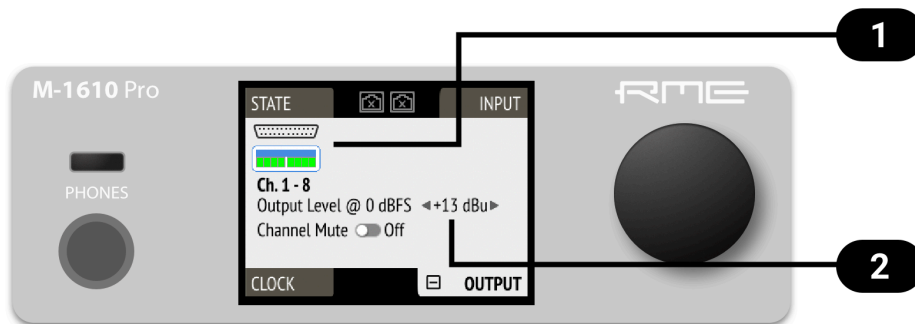 1
M-1610 Pro
RME
STATE
INPUT
PHONES
Ch. 1 - 8
Output Level @ 0 dBFS ◀+13 dBu▶
Channel Mute Off
2
CLOCK
OUTPUT